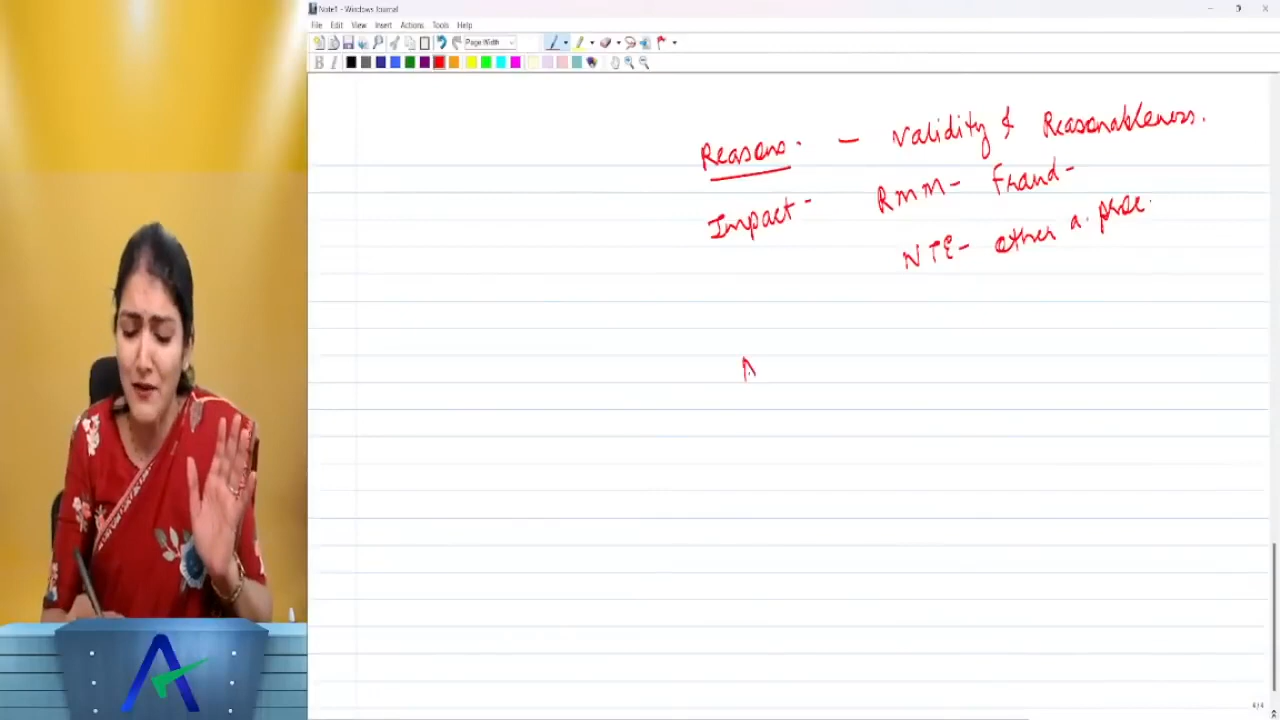 Note1 - Windows Journal
File Edit View Insert Actions Tools Help
Page Width
B I
Reasons. - Validity & Reasonableness.
Impact - RMM - Fraud -
NTE - other a. proc.
A